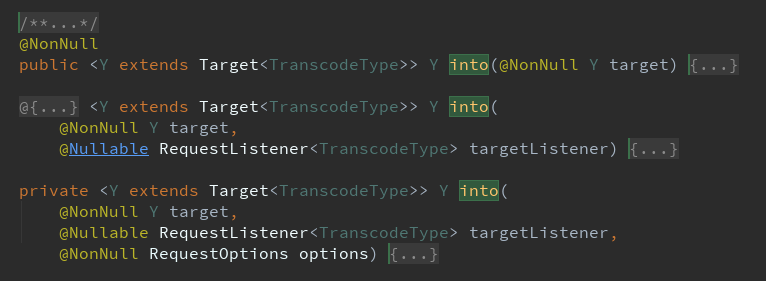 /**...*/
@NonNull
public <Y extends Target<TranscodeType>> Y into(@NonNull Y target) {...}
@{...} <Y extends Target<TranscodeType>> Y into(
@NonNull Y target,
@Nullable RequestListener<TranscodeType> targetListener) {...}
private <Y extends Target<TranscodeType>> Y into(
@NonNull Y target,
@Nullable RequestListener<TranscodeType> targetListener,
@NonNull RequestOptions options) {...}